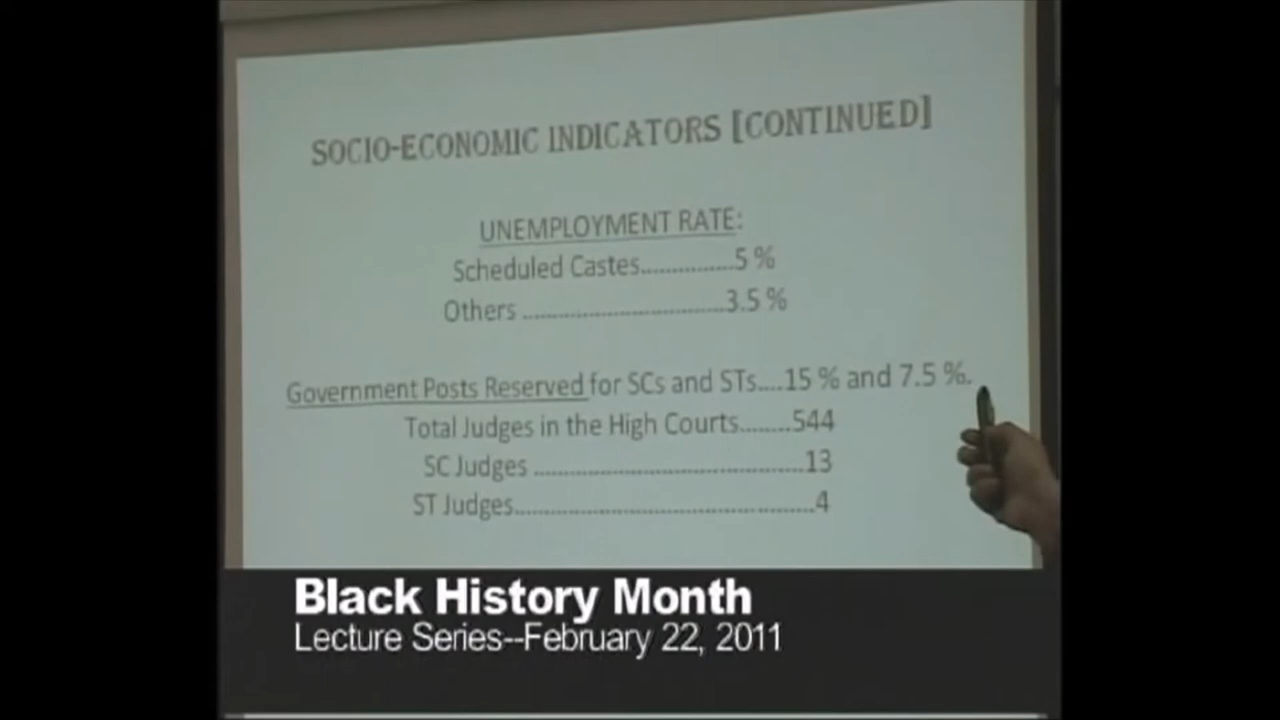 SOCIO-ECONOMIC INDICATORS [CONTINUED]
UNEMPLOYMENT RATE:
Scheduled Castes..............5 %
Others ...............................3.5 %
Government Posts Reserved for SCs and STs....15 % and 7.5 %.
Total Judges in the High Courts........544
SC Judges .........................................13
ST Judges..............................................4
Black History Month
Lecture Series--February 22, 2011